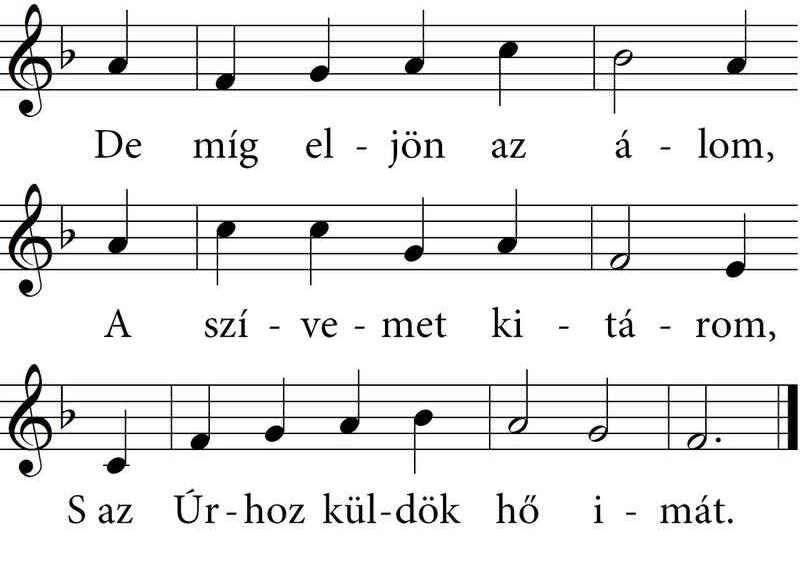 De míg el - jön az á - lom,
A szí - ve - met ki - tá - rom,
S az Úr - hoz kül - dök hő i - mát.